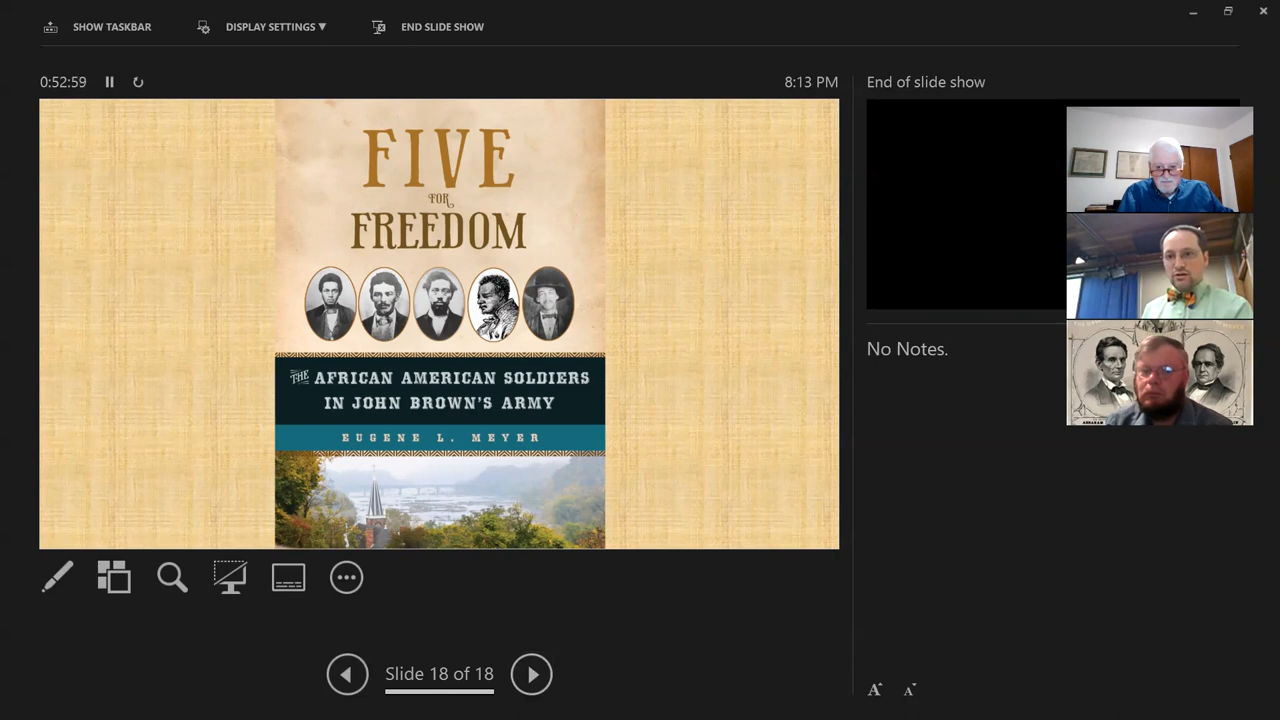 SHOW TASKBAR
DISPLAY SETTINGS ▼
END SLIDE SHOW
0:52:59
8:13 PM
End of slide show
FIVE
FOR
FREEDOM
THE AFRICAN AMERICAN SOLDIERS
IN JOHN BROWN'S ARMY
EUGENE L. MEYER
No Notes.
ABRAHAM
Slide 18 of 18
A A